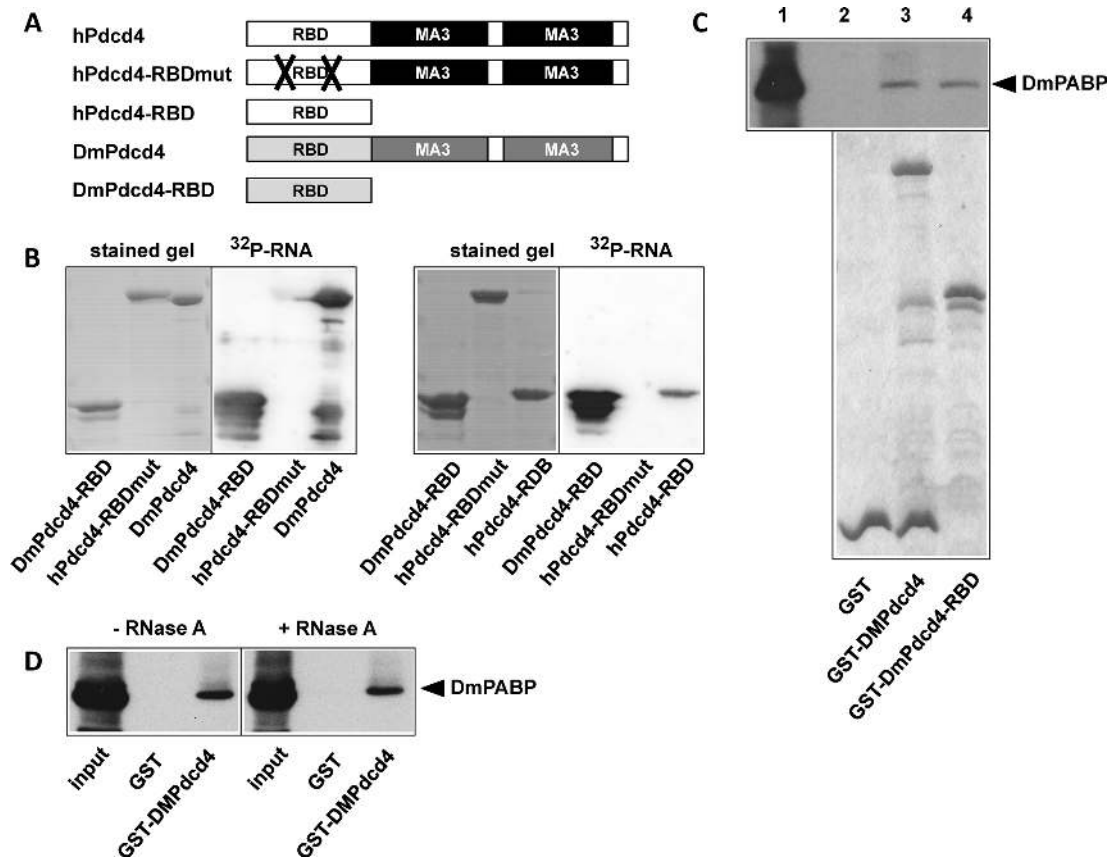 A
hPdcd4
RBD MA3 MA3
hPdcd4-RBDmut
RBD MA3 MA3
hPdcd4-RBD
RBD
DmPdcd4
RBD MA3 MA3
DmPdcd4-RBD
RBD
B
stained gel 32P-RNA
DmPdcd4-RBD
hPdcd4-RBDmut
DmPdcd4
DmPdcd4-RBD
hPdcd4-RBDmut
DmPdcd4
stained gel 32P-RNA
DmPdcd4-RBD
hPdcd4-RBDmut
hPdcd4-RDB
DmPdcd4-RBD
hPdcd4-RBDmut
hPdcd4-RBD
C
1 2 3 4
DmPABP
GST
GST-DMPdcd4
GST-DmPdcd4-RBD
D
- RNase A + RNase A
DmPABP
input
GST
GST-DMPdcd4
input
GST
GST-DMPdcd4